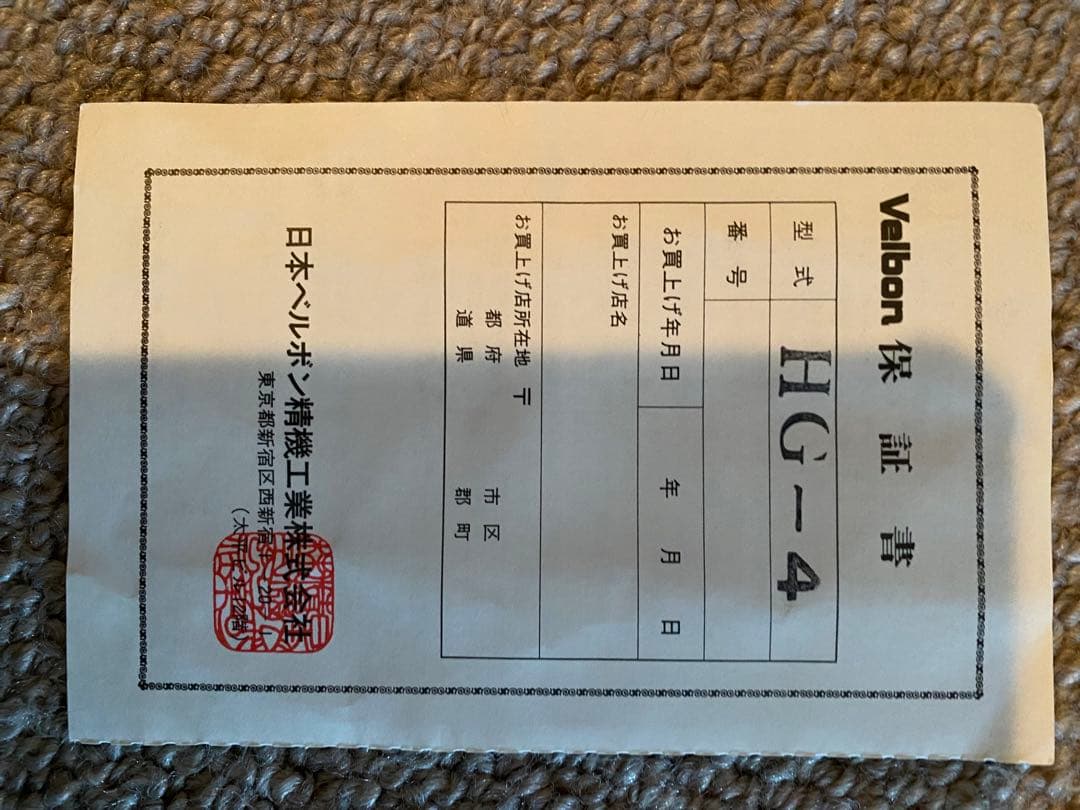 Velbon 保証書
型式 HG-4
番号
お買上げ年月日 年 月 日
お買上げ店名
お買上げ店所在地 〒
都府 市区
道県 郡町
日本ベルボン精機工業株式会社
東京都新宿区西新宿